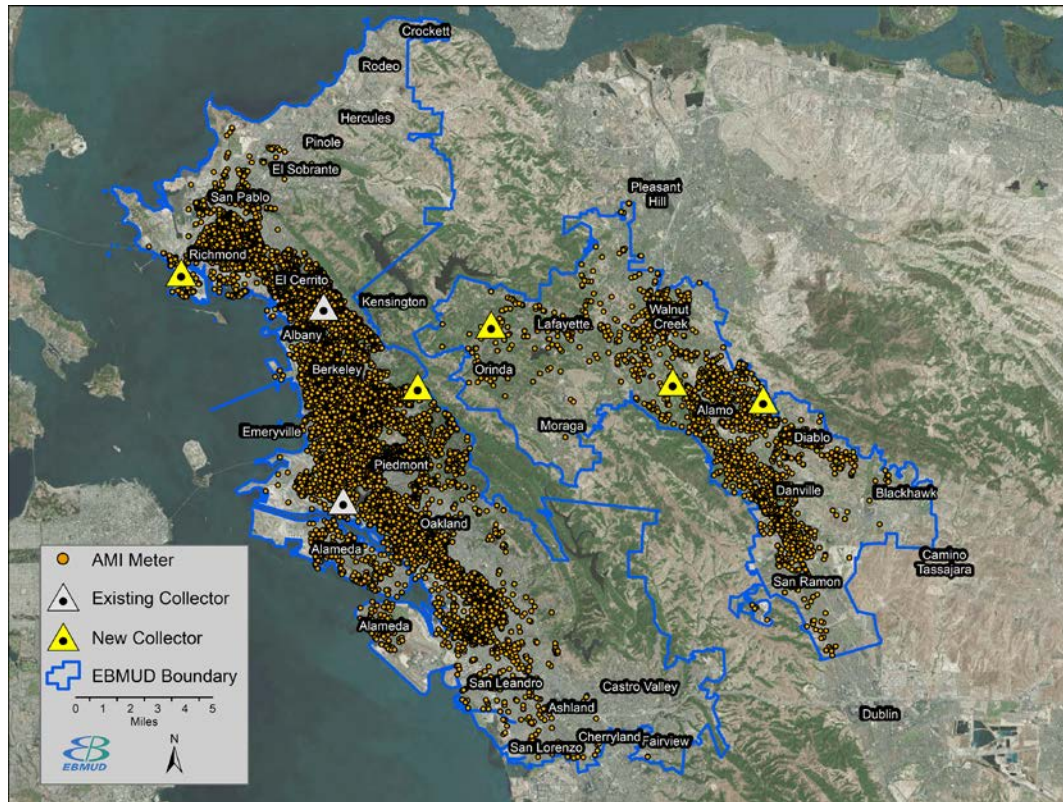 Crockett
Rodeo
Hercules
Pinole
El Sobrante
San Pablo
Pleasant
Hill
Richmond
El Cerrito
Kensington
Walnut
Creek
Lafayette
Albany
Berkeley
Orinda
Alamo
Moraga
Emeryville
Diablo
Piedmont
Danville
Blackhawk
Oakland
Alameda
Camino
Tassajara
San Ramon
Alameda
San Leandro
Castro Valley
Ashland
Dublin
Cherryland
Fairview
San Lorenzo
AMI Meter
Existing Collector
New Collector
EBMUD Boundary
0 1 2 3 4 5
Miles
N
EBMUD